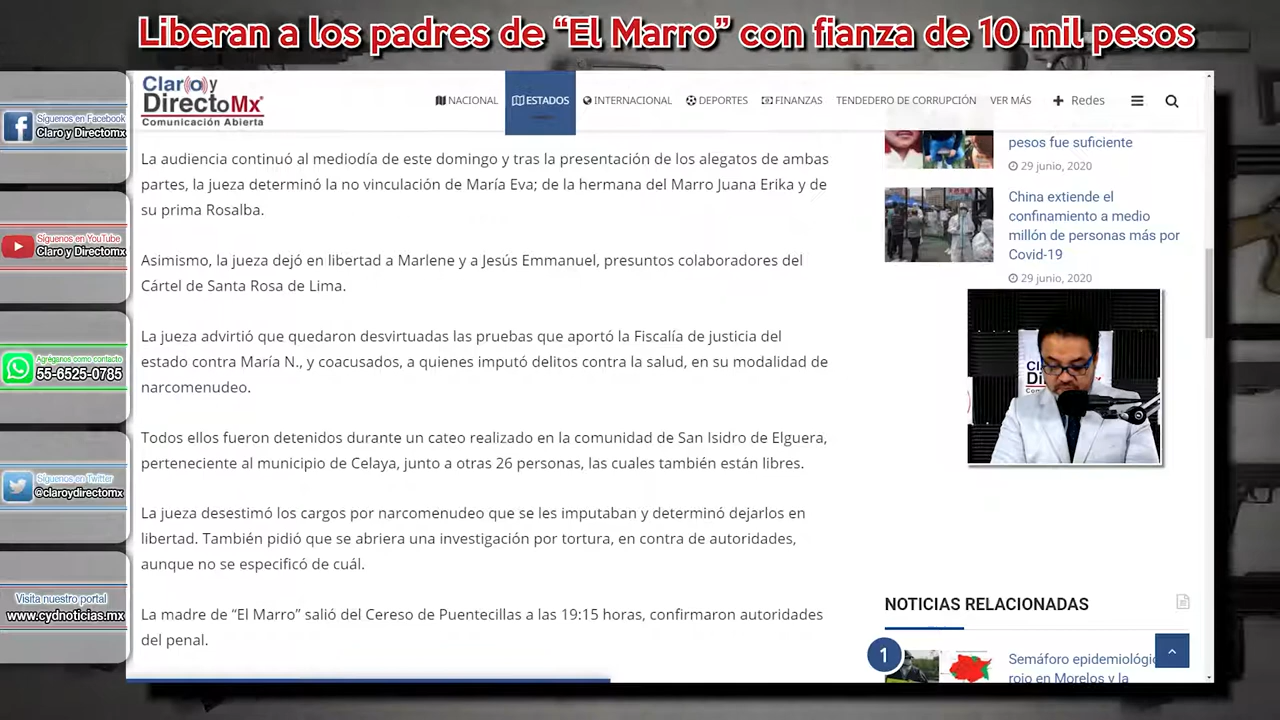 Liberan a los padres de “El Marro” con fianza de 10 mil pesos
Claro y
DirectoMx
Comunicación Abierta
NACIONAL
ESTADOS
INTERNACIONAL
DEPORTES
FINANZAS
TENDEDERO DE CORRUPCIÓN
VER MÁS
Redes
Síguenos en Facebook
Claro y Directomx
Síguenos en YouTube
Claro y Directomx
Agréganos como contacto
55-6525-0785
Síguenos en Twitter
@claroydirectomx
Visita nuestro portal
www.cydnoticias.mx
La audiencia continuó al mediodía de este domingo y tras la presentación de los alegatos de ambas
partes, la jueza determinó la no vinculación de María Eva; de la hermana del Marro Juana Erika y de
su prima Rosalba.
Asimismo, la jueza dejó en libertad a Marlene y a Jesús Emmanuel, presuntos colaboradores del
Cártel de Santa Rosa de Lima.
La jueza advirtió que quedaron desvirtuadas las pruebas que aportó la Fiscalía de justicia del
estado contra María N., y coacusados, a quienes imputó delitos contra la salud, en su modalidad de
narcomenudeo.
Todos ellos fueron detenidos durante un cateo realizado en la comunidad de San Isidro de Elguera,
perteneciente al municipio de Celaya, junto a otras 26 personas, las cuales también están libres.
La jueza desestimó los cargos por narcomenudeo que se les imputaban y determinó dejarlos en
libertad. También pidió que se abriera una investigación por tortura, en contra de autoridades,
aunque no se especificó de cuál.
La madre de “El Marro” salió del Cereso de Puentecillas a las 19:15 horas, confirmaron autoridades
del penal.
pesos fue suficiente
29 junio, 2020
China extiende el
confinamiento a medio
millón de personas más por
Covid-19
29 junio, 2020
NOTICIAS RELACIONADAS
1
Semáforo epidemiológico
rojo en Morelos y la